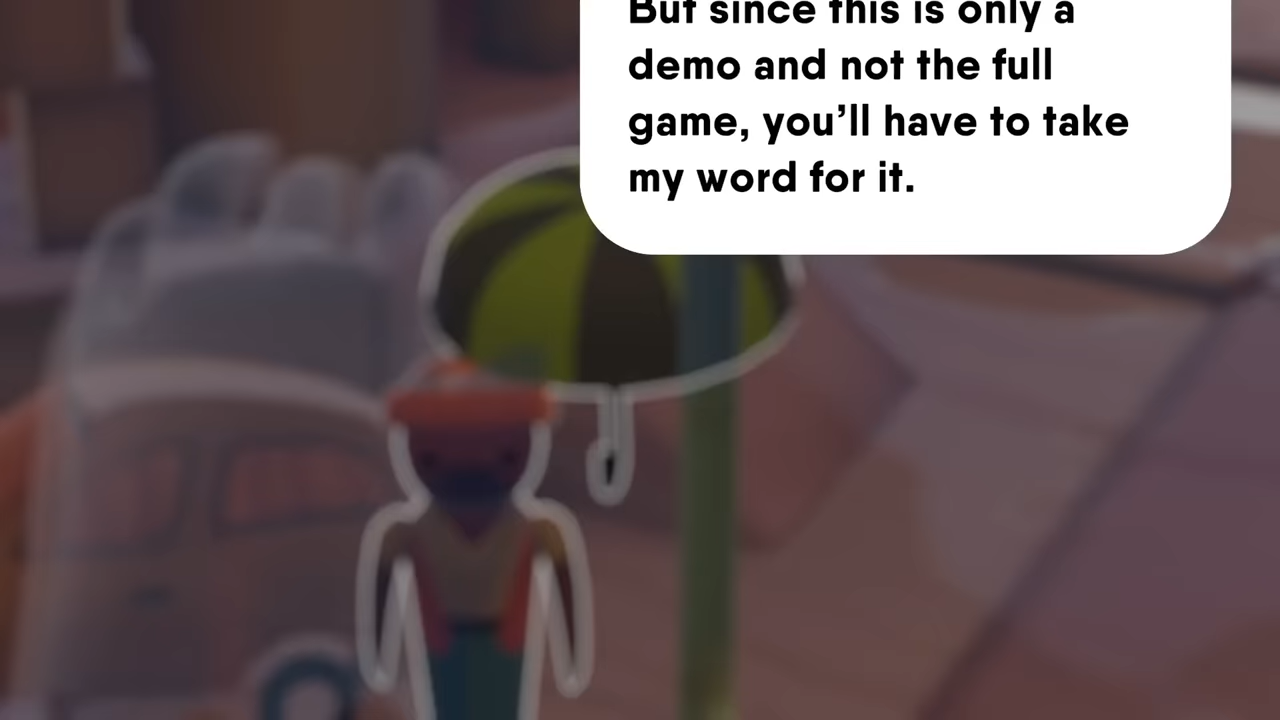 But since this is only a
demo and not the full
game, you’ll have to take
my word for it.